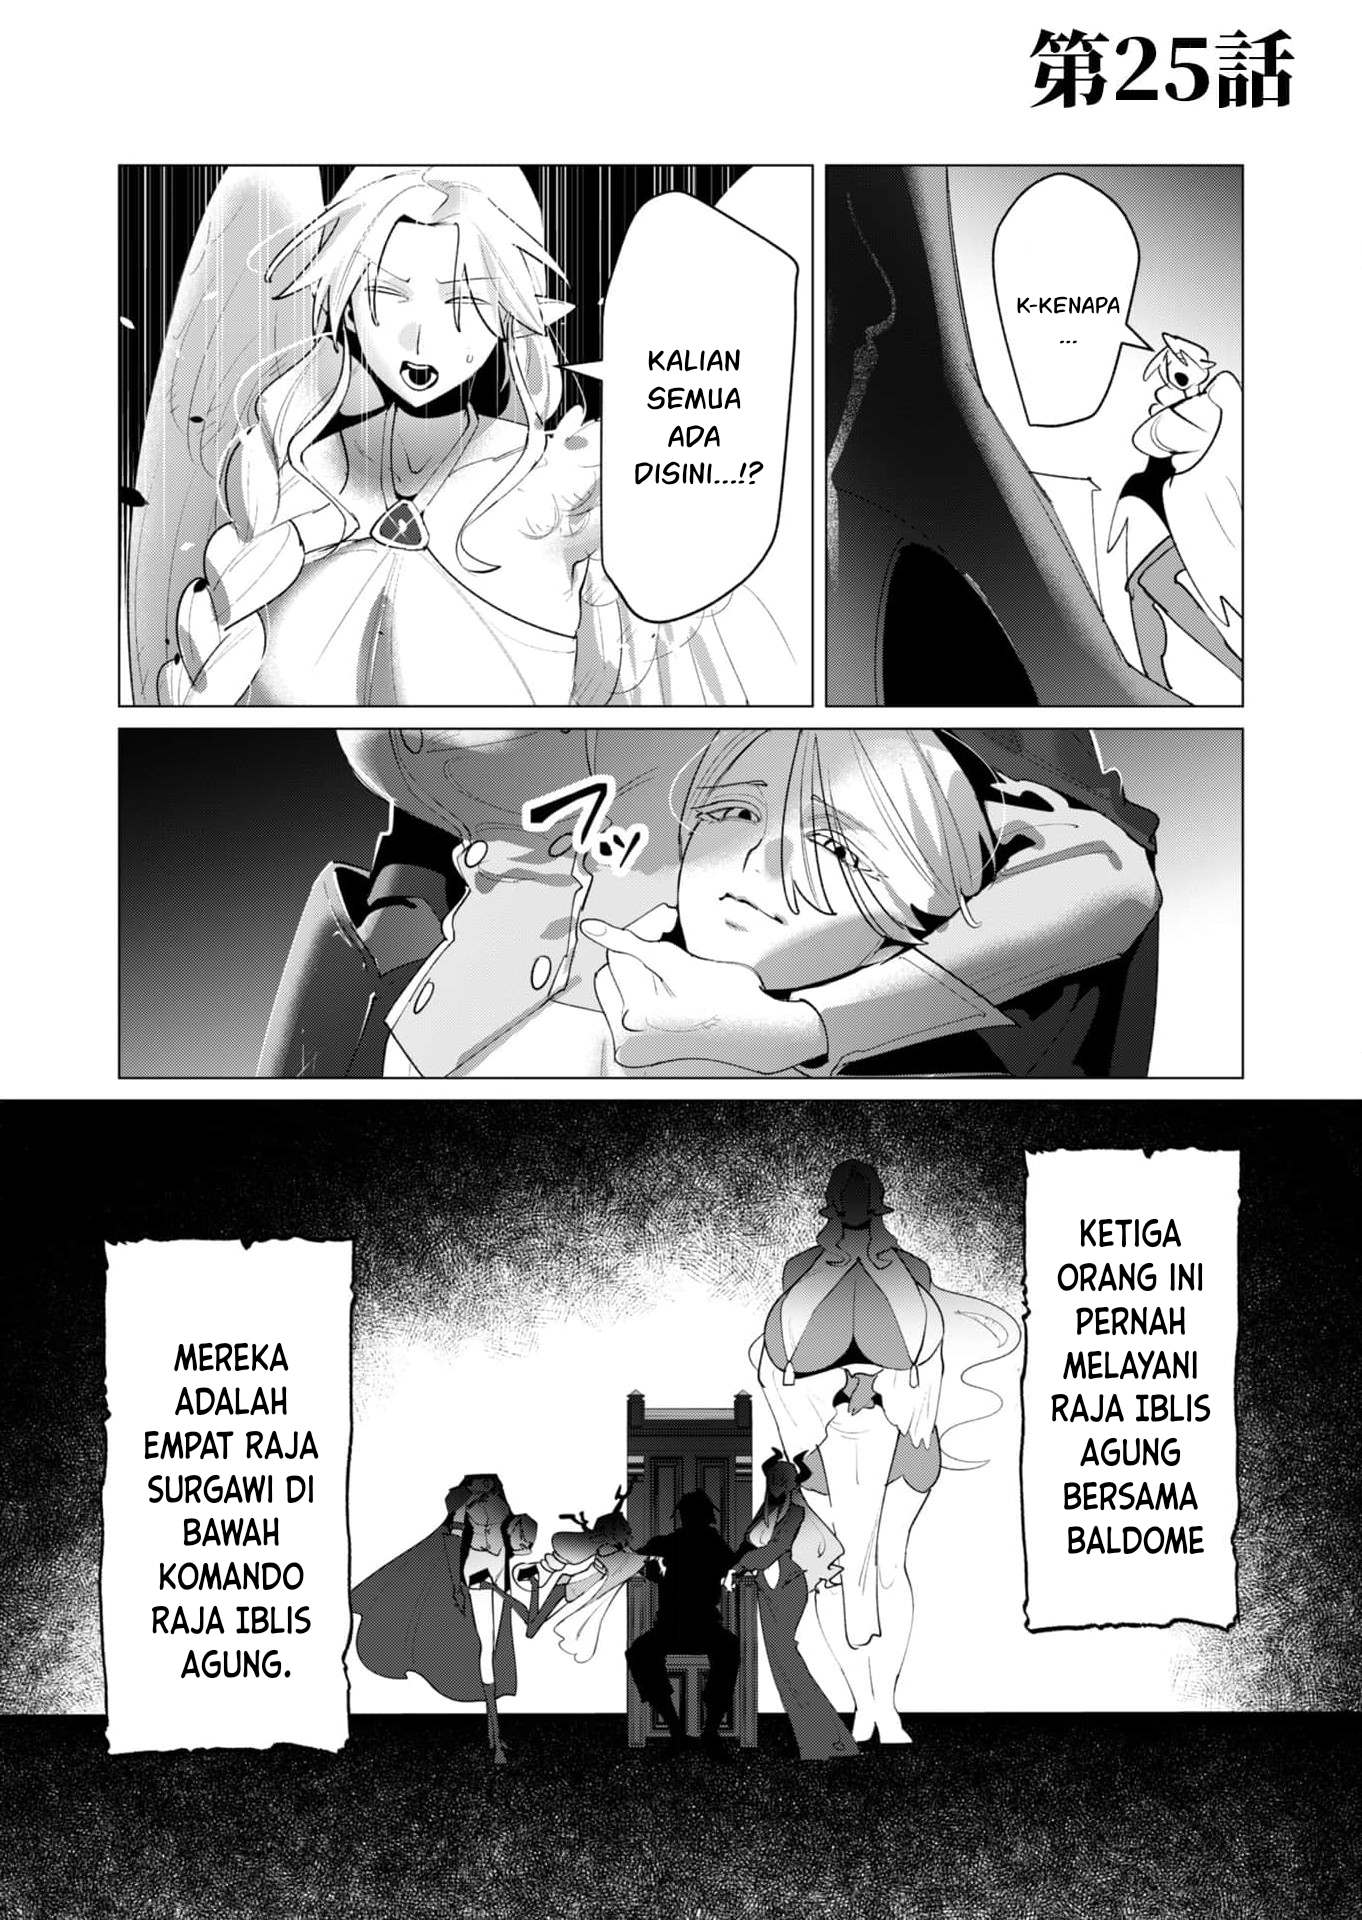 第25話
K-KENAPA
...
KALIAN
SEMUA
ADA
DISINI...!?
フッ
KETIGA
ORANG INI
PERNAH
MELAYANI
RAJA IBLIS
AGUNG
BERSAMA
BALDOME
MEREKA
ADALAH
EMPAT RAJA
SURGAWI DI
BAWAH
KOMANDO
RAJA IBLIS
AGUNG.